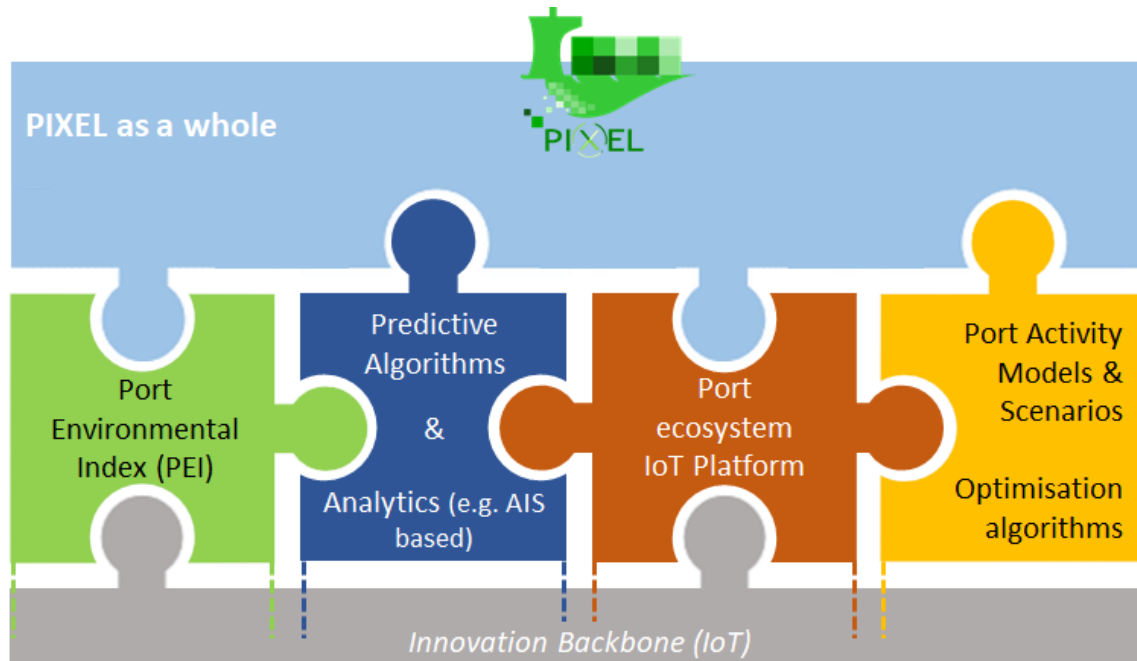 PIXEL
PIXEL as a whole
Port
Environmental
Index (PEI)
Predictive
Algorithms
&
Analytics (e.g. AIS
based)
Port
ecosystem
IoT Platform
Port Activity
Models &
Scenarios
Optimisation
algorithms
Innovation Backbone (IoT)